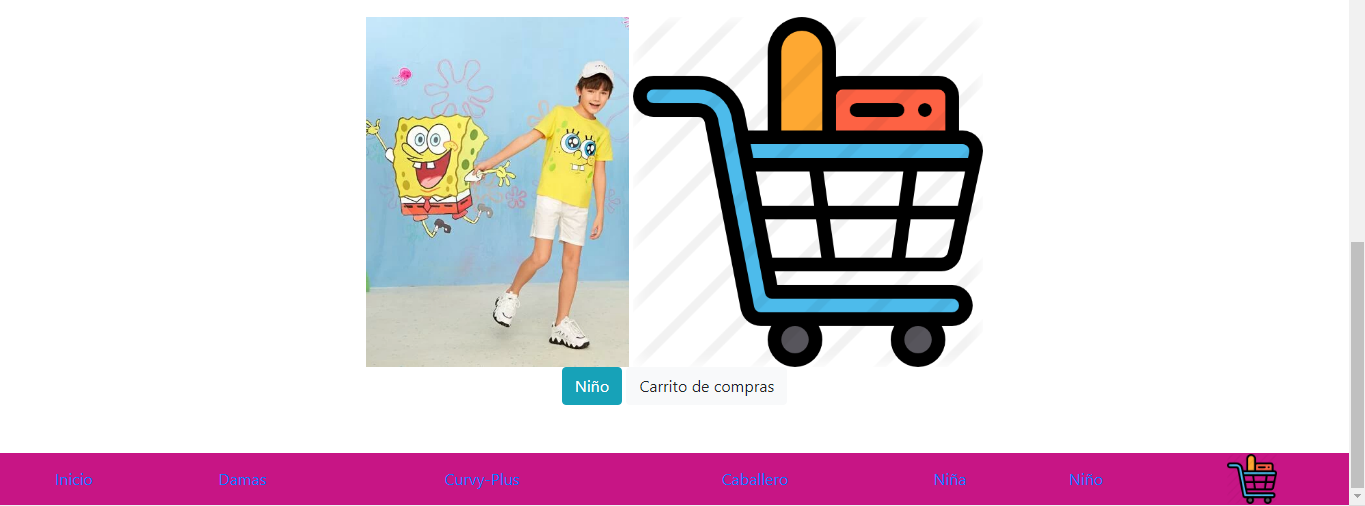 Niño
Carrito de compras
Inicio
Damas
Curvy-Plus
Caballero
Niña
Niño